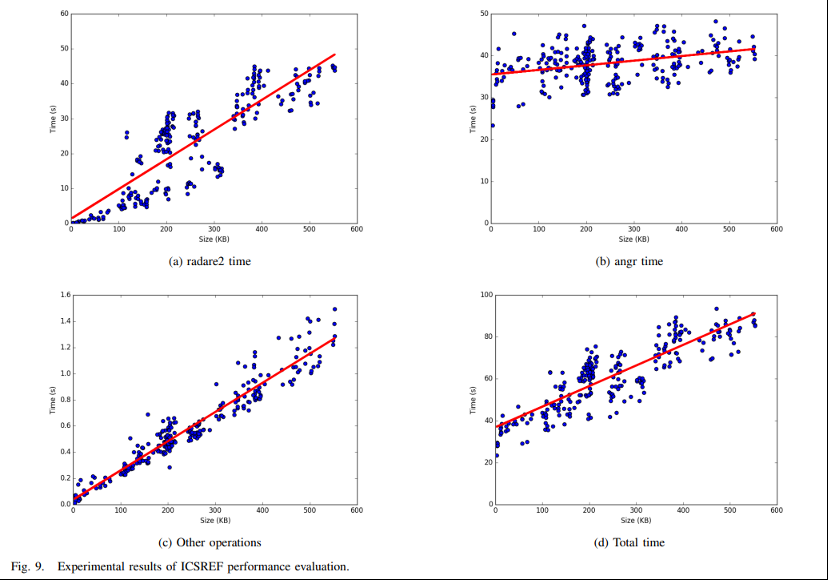 60
50
40
30
20
10
0
Time (s)
0 100 200 300 400 500 600
Size (KB)
(a) radare2 time
50
40
30
20
10
0
Time (s)
0 100 200 300 400 500 600
Size (KB)
(b) angr time
1.6
1.4
1.2
1.0
0.8
0.6
0.4
0.2
0.0
Time (s)
0 100 200 300 400 500 600
Size (KB)
(c) Other operations
100
80
60
40
20
0
Time (s)
0 100 200 300 400 500 600
Size (KB)
(d) Total time
Fig. 9. Experimental results of ICSREF performance evaluation.